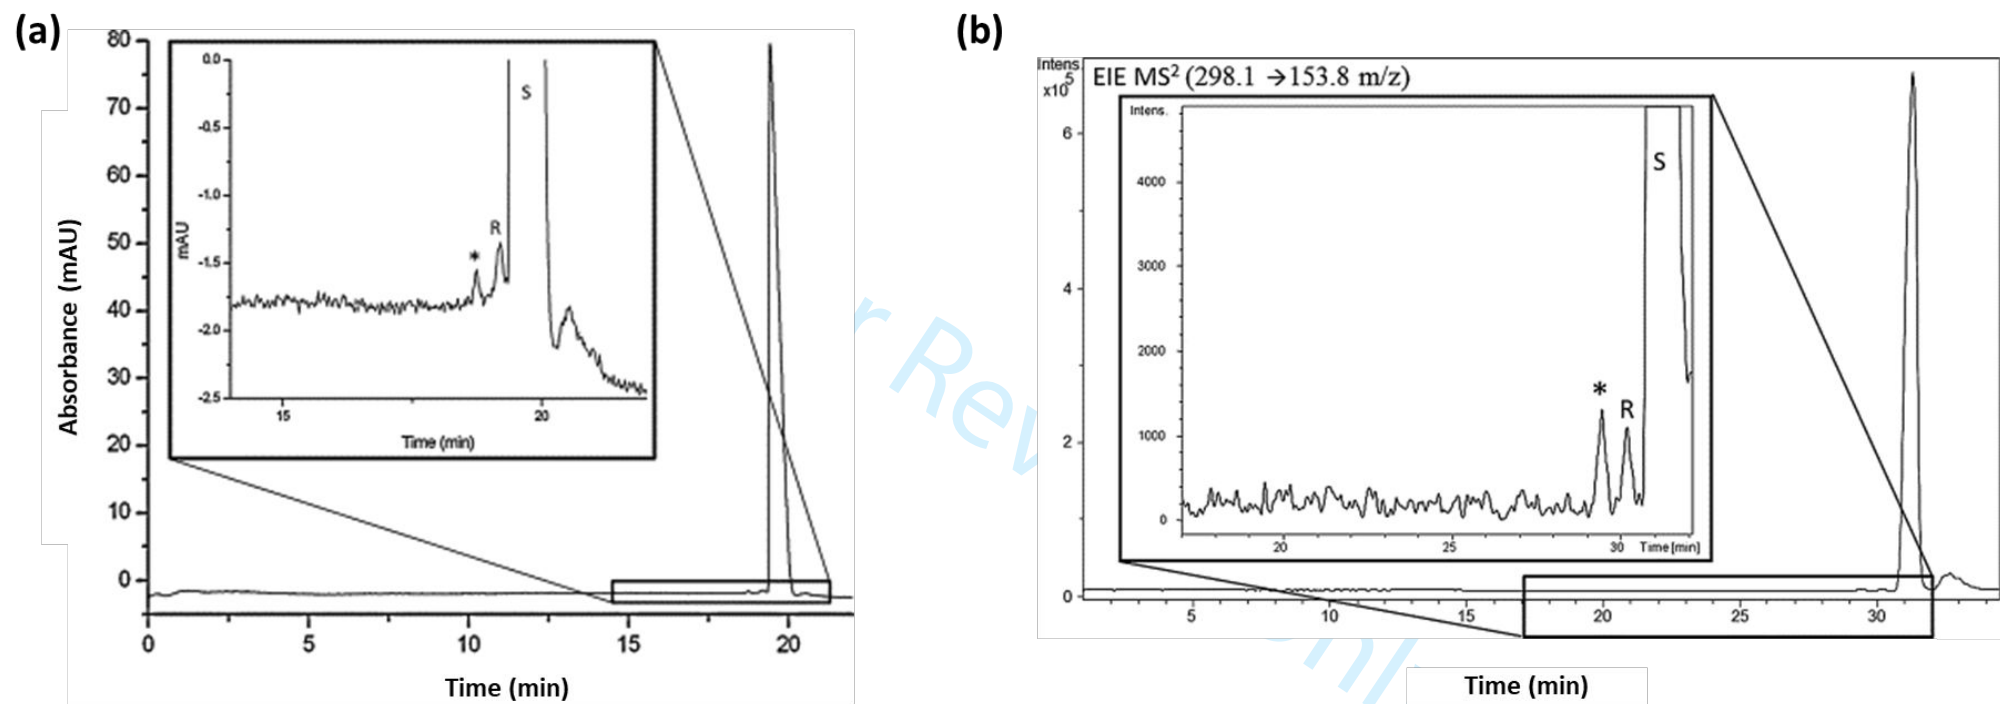 (a)
80
70
60
50
40
30
20
10
0
Absorbance (mAU)
0 5 10 15 20
Time (min)
0.0
-0.5
-1.0
-1.5
-2.0
-2.5
mAU
S
R
*
15 20
Time (min)
(b)
Intens.
x10^5
EIE MS² (298.1 →153.8 m/z)
6
4
2
0
5 10 15 20 25 30
Time (min)
Intens.
4000
3000
2000
1000
0
S
*
R
20 25 30 Time [min]
r Rev